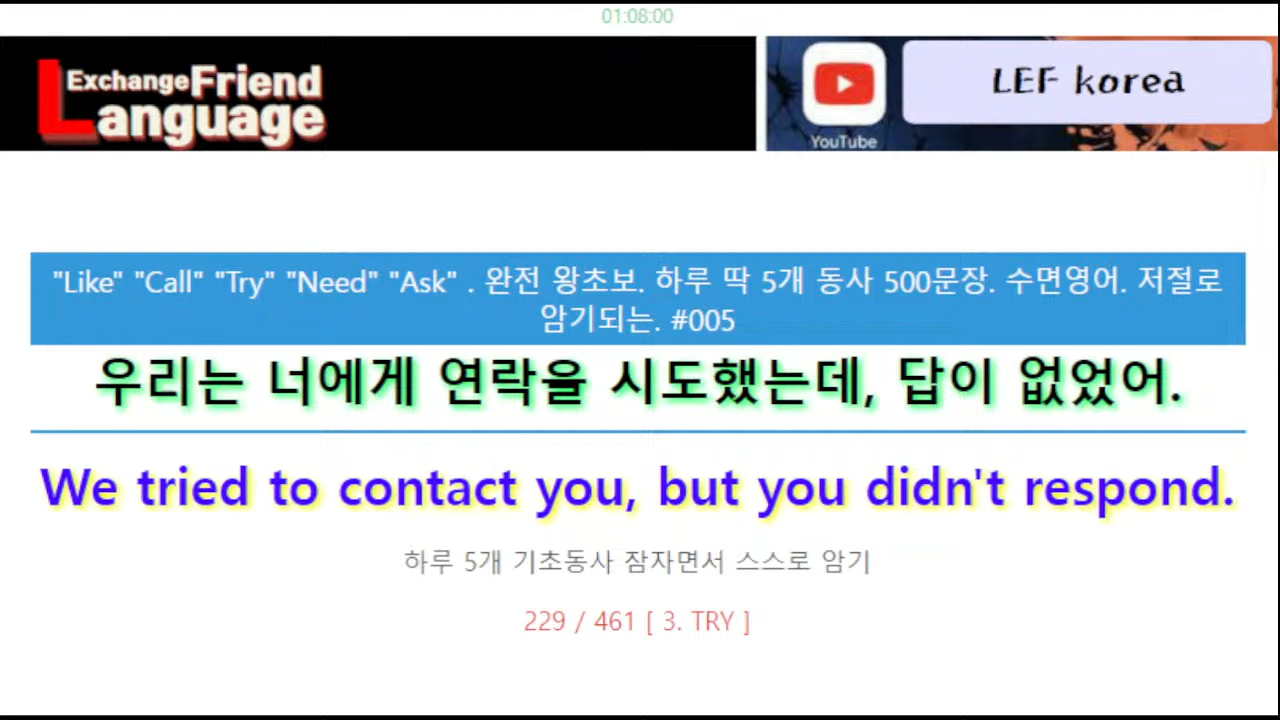 01:08:00
ExchangeFriend
Language
LEF korea
YouTube
"Like" "Call" "Try" "Need" "Ask" . 완전 왕초보. 하루 딱 5개 동사 500문장. 수면영어. 저절로
암기되는. #005
우리는 너에게 연락을 시도했는데, 답이 없었어.
We tried to contact you, but you didn't respond.
하루 5개 기초동사 잠자면서 스스로 암기
229 / 461 [ 3. TRY ]